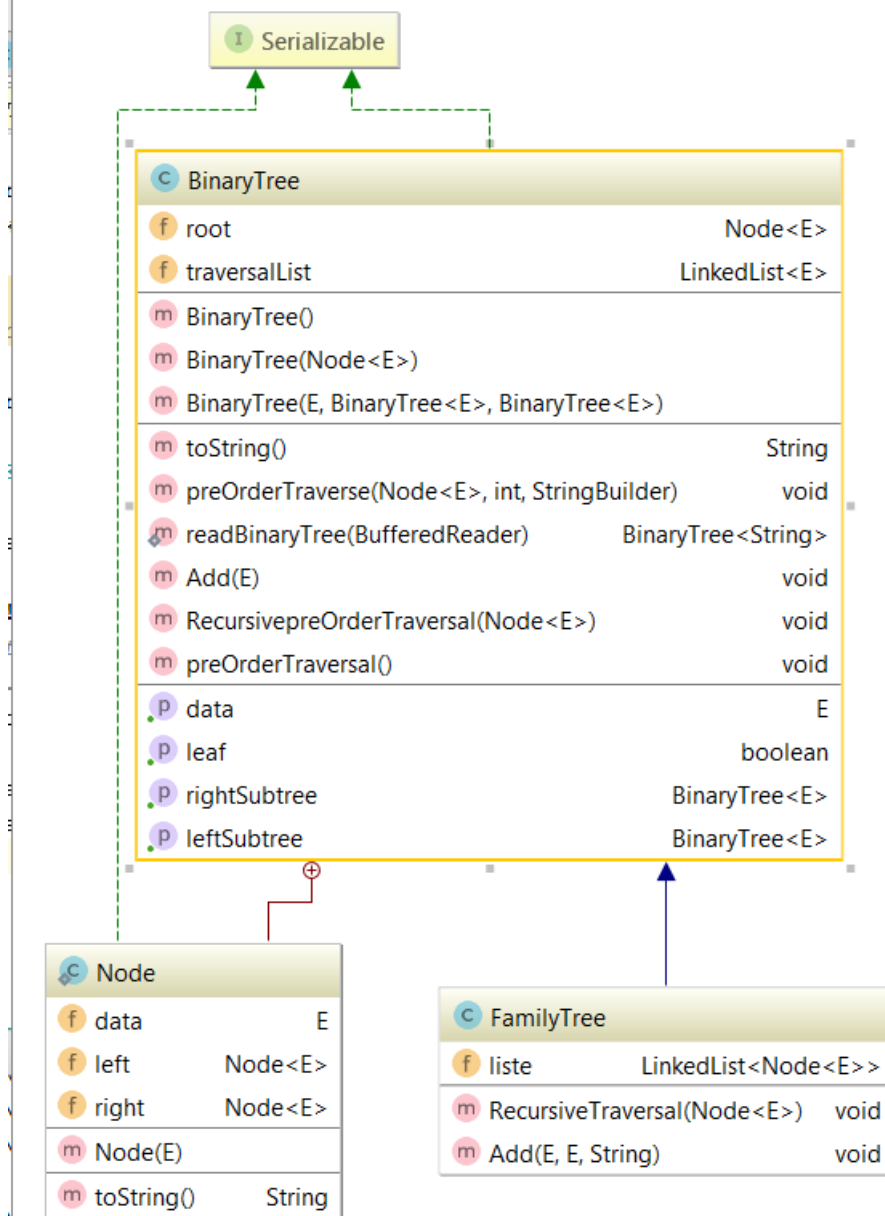 I Serializable
C BinaryTree
f root Node<E>
f traversalList LinkedList<E>
m BinaryTree()
m BinaryTree(Node<E>)
m BinaryTree(E, BinaryTree<E>, BinaryTree<E>)
m toString() String
m preOrderTraverse(Node<E>, int, StringBuilder) void
m readBinaryTree(BufferedReader) BinaryTree<String>
m Add(E) void
m RecursivepreOrderTraversal(Node<E>) void
m preOrderTraversal() void
p data E
p leaf boolean
p rightSubtree BinaryTree<E>
p leftSubtree BinaryTree<E>
C Node
f data E
f left Node<E>
f right Node<E>
m Node(E)
m toString() String
C FamilyTree
f liste LinkedList<Node<E>>
m RecursiveTraversal(Node<E>) void
m Add(E, E, String) void